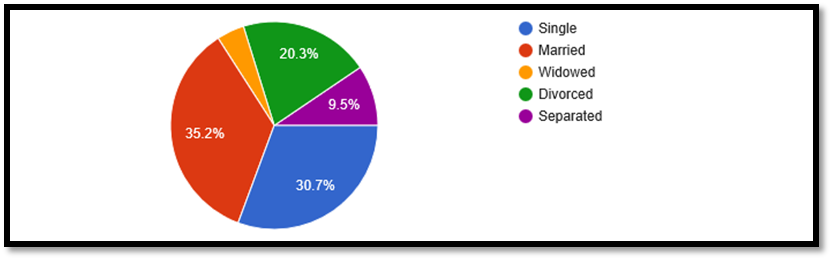 20.3%
9.5%
35.2%
30.7%
Single
Married
Widowed
Divorced
Separated